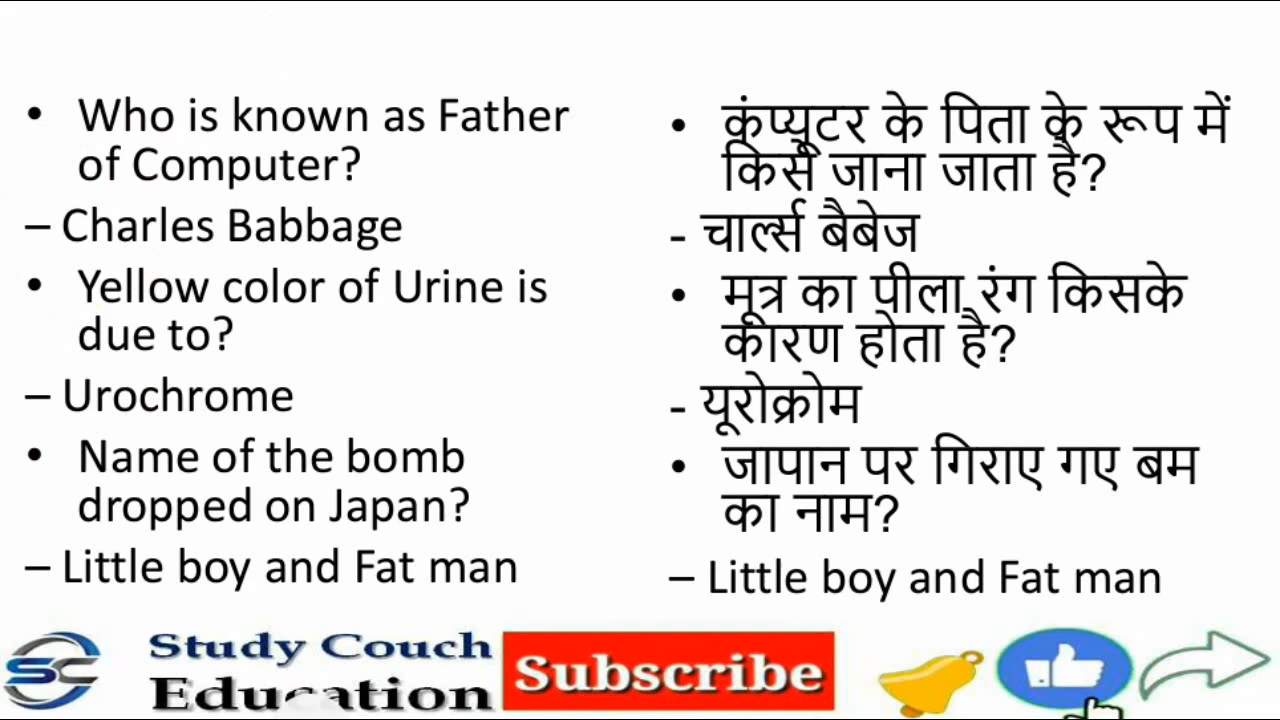 • Who is known as Father
of Computer?
– Charles Babbage
• Yellow color of Urine is
due to?
– Urochrome
• Name of the bomb
dropped on Japan?
– Little boy and Fat man
• कंप्यूटर के पिता के रूप में
किसे जाना जाता है?
- चार्ल्स बैबेज
• मूत्र का पीला रंग किसके
कारण होता है?
- यूरोक्रोम
• जापान पर गिराए गए बम
का नाम?
– Little boy and Fat man
SC
Study Couch
Education
Subscribe